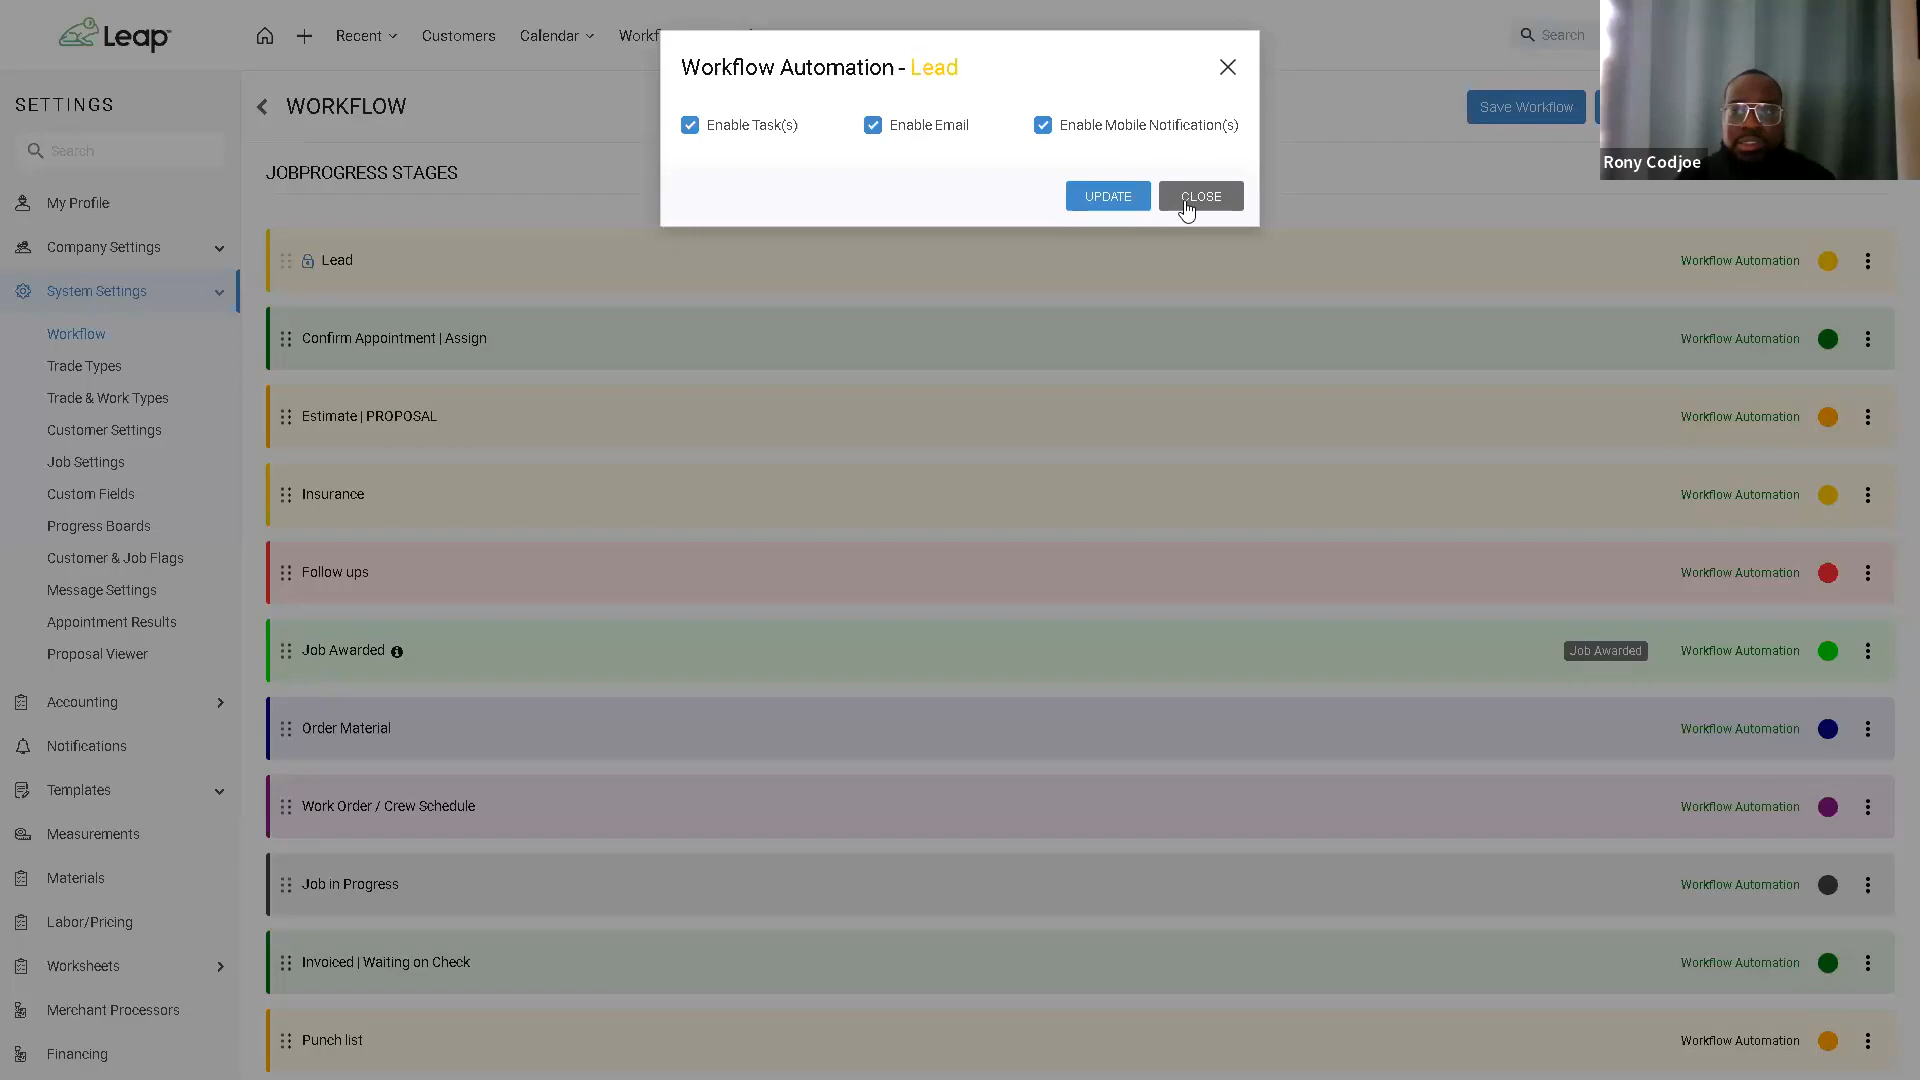 Leap
Recent
Customers
Calendar
Search
Workflow Automation - Lead
Enable Task(s)
Enable Email
Enable Mobile Notification(s)
UPDATE
CLOSE
Rony Codjoe
SETTINGS
Search
My Profile
Company Settings
System Settings
Workflow
Trade Types
Trade & Work Types
Customer Settings
Job Settings
Custom Fields
Progress Boards
Customer & Job Flags
Message Settings
Appointment Results
Proposal Viewer
Accounting
Notifications
Templates
Measurements
Materials
Labor/Pricing
Worksheets
Merchant Processors
Financing
WORKFLOW
Save Workflow
JOBPROGRESS STAGES
Lead Workflow Automation
Confirm Appointment | Assign Workflow Automation
Estimate | PROPOSAL Workflow Automation
Insurance Workflow Automation
Follow ups Workflow Automation
Job Awarded Job Awarded Workflow Automation
Order Material Workflow Automation
Work Order / Crew Schedule Workflow Automation
Job in Progress Workflow Automation
Invoiced | Waiting on Check Workflow Automation
Punch list Workflow Automation